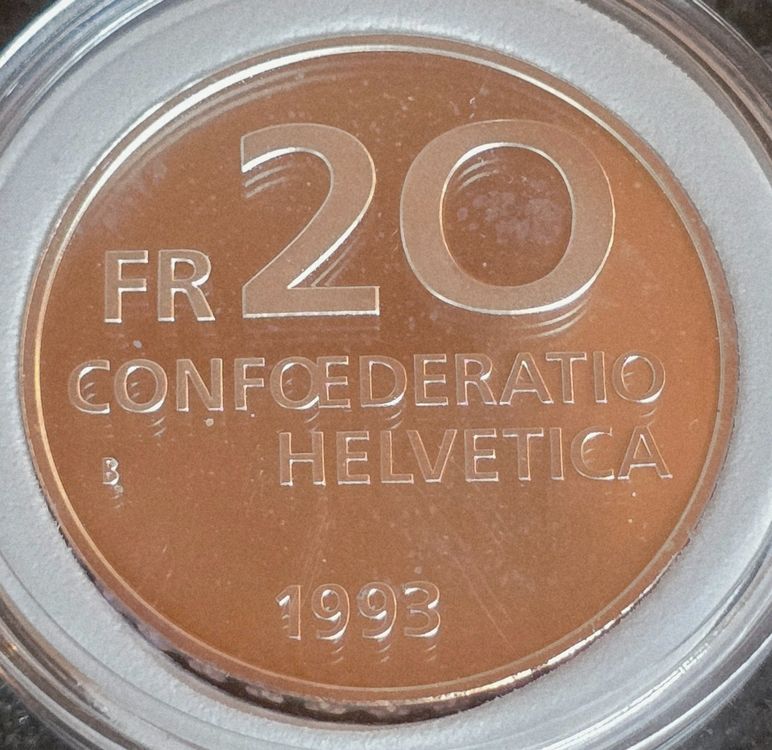 FR 20
CONFŒDERATIO
HELVETICA
B
1993